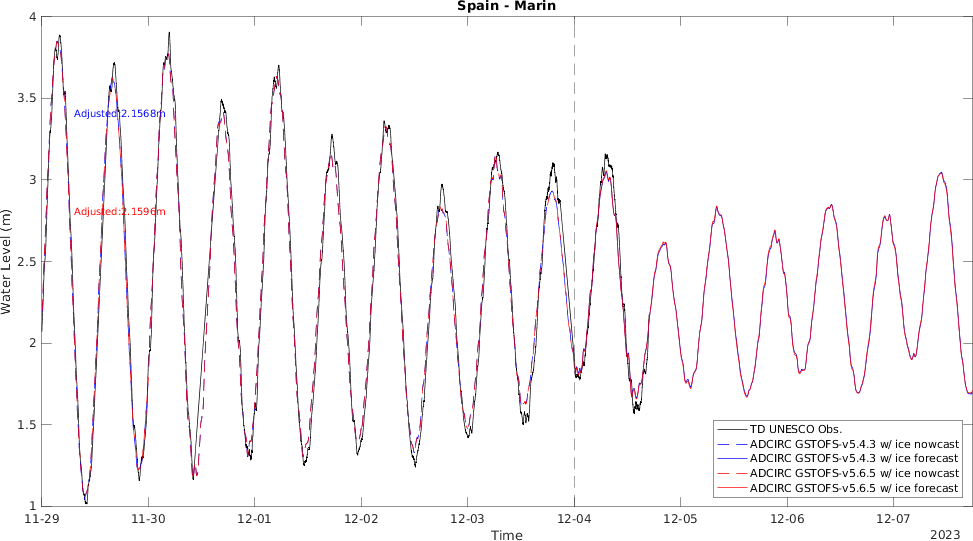 Spain - Marin
4
3.5
3
2.5
2
1.5
1
Water Level (m)
Adjusted:2.1568m
Adjusted:2.1596m
TD UNESCO Obs.
ADCIRC GSTOFS-v5.4.3 w/ ice nowcast
ADCIRC GSTOFS-v5.4.3 w/ ice forecast
ADCIRC GSTOFS-v5.6.5 w/ ice nowcast
ADCIRC GSTOFS-v5.6.5 w/ ice forecast
11-29 11-30 12-01 12-02 12-03 12-04 12-05 12-06 12-07
Time
2023